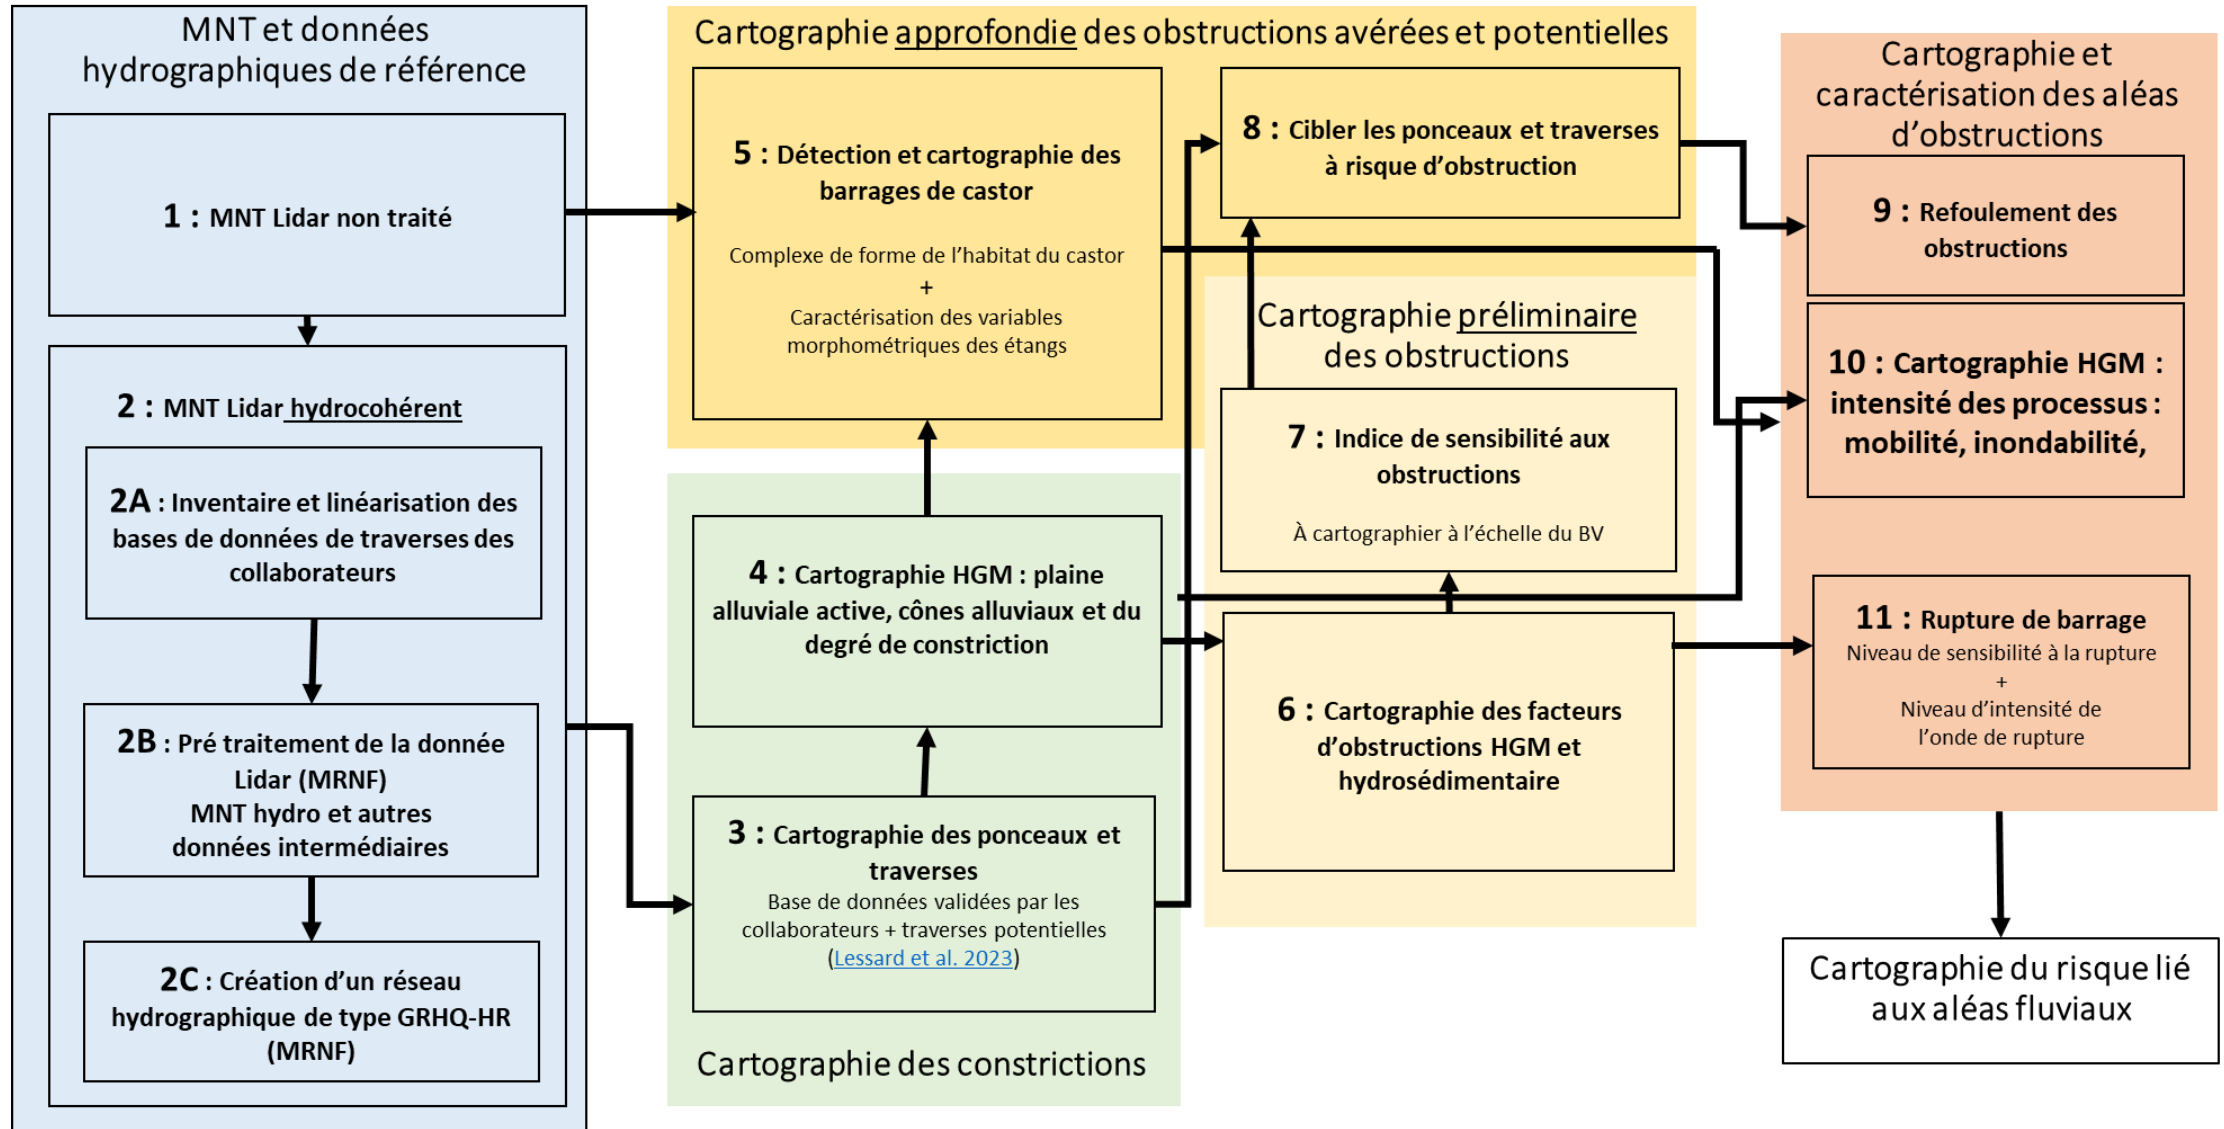 MNT et données
hydrographiques de référence
1 : MNT Lidar non traité
2 : MNT Lidar hydrocohérent
2A : Inventaire et linéarisation des
bases de données de traverses des
collaborateurs
2B : Pré traitement de la donnée
Lidar (MRNF)
MNT hydro et autres
données intermédiaires
2C : Création d’un réseau
hydrographique de type GRHQ-HR
(MRNF)
Cartographie approfondie des obstructions avérées et potentielles
5 : Détection et cartographie des
barrages de castor
Complexe de forme de l’habitat du castor
+
Caractérisation des variables
morphométriques des étangs
8 : Cibler les ponceaux et traverses
à risque d’obstruction
Cartographie préliminaire
des obstructions
7 : Indice de sensibilité aux
obstructions
À cartographier à l’échelle du BV
6 : Cartographie des facteurs
d’obstructions HGM et
hydrosédimentaire
4 : Cartographie HGM : plaine
alluviale active, cônes alluviaux et du
degré de constriction
3 : Cartographie des ponceaux et
traverses
Base de données validées par les
collaborateurs + traverses potentielles
(Lessard et al. 2023)
Cartographie des constrictions
Cartographie et
caractérisation des aléas
d’obstructions
9 : Refoulement des
obstructions
10 : Cartographie HGM :
intensité des processus :
mobilité, inondabilité,
11 : Rupture de barrage
Niveau de sensibilité à la rupture
+
Niveau d’intensité de
l’onde de rupture
Cartographie du risque lié
aux aléas fluviaux